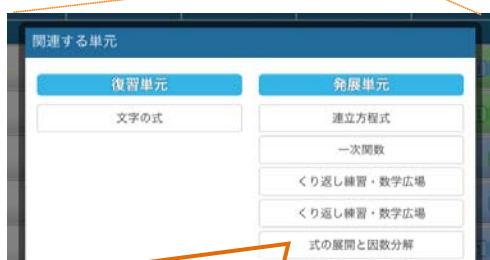 関連する単元
復習単元
発展単元
文字の式
連立方程式
一次関数
くり返し練習・数学広場
くり返し練習・数学広場
式の展開と因数分解